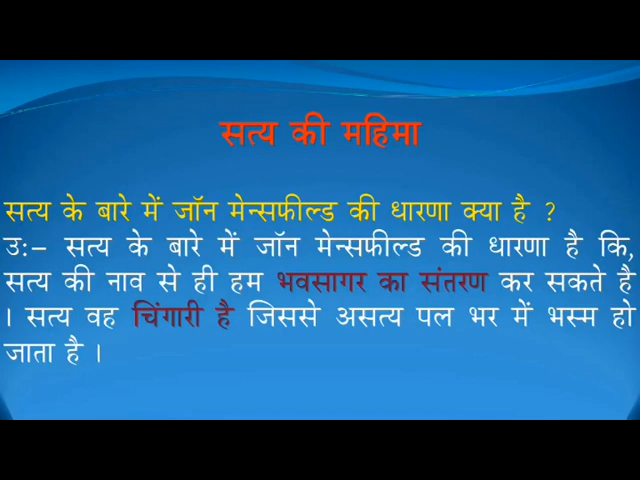 सत्य की महिमा
सत्य के बारे में जॉन मेन्सफील्ड की धारणा क्या है ?
उः– सत्य के बारे में जॉन मेन्सफील्ड की धारणा है कि,
सत्य की नाव से ही हम भवसागर का संतरण कर सकते है
। सत्य वह चिंगारी है जिससे असत्य पल भर में भस्म हो
जाता है ।